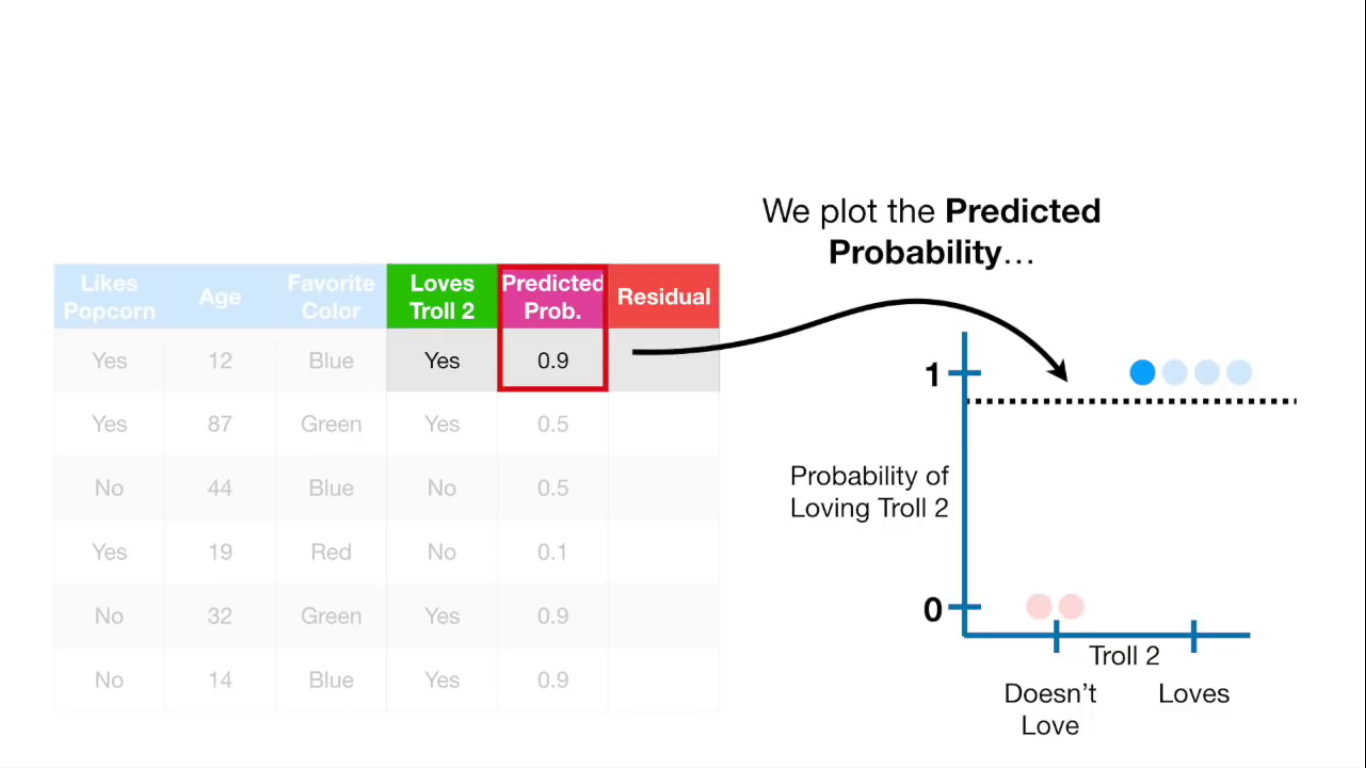 We plot the Predicted
Probability…
Likes Popcorn Age Favorite Color Loves Troll 2 Predicted Prob. Residual
Yes 12 Blue Yes 0.9
Yes 87 Green Yes 0.5
No 44 Blue No 0.5
Yes 19 Red No 0.1
No 32 Green Yes 0.9
No 14 Blue Yes 0.9
1
Probability of
Loving Troll 2
0
Troll 2
Doesn't Love
Loves